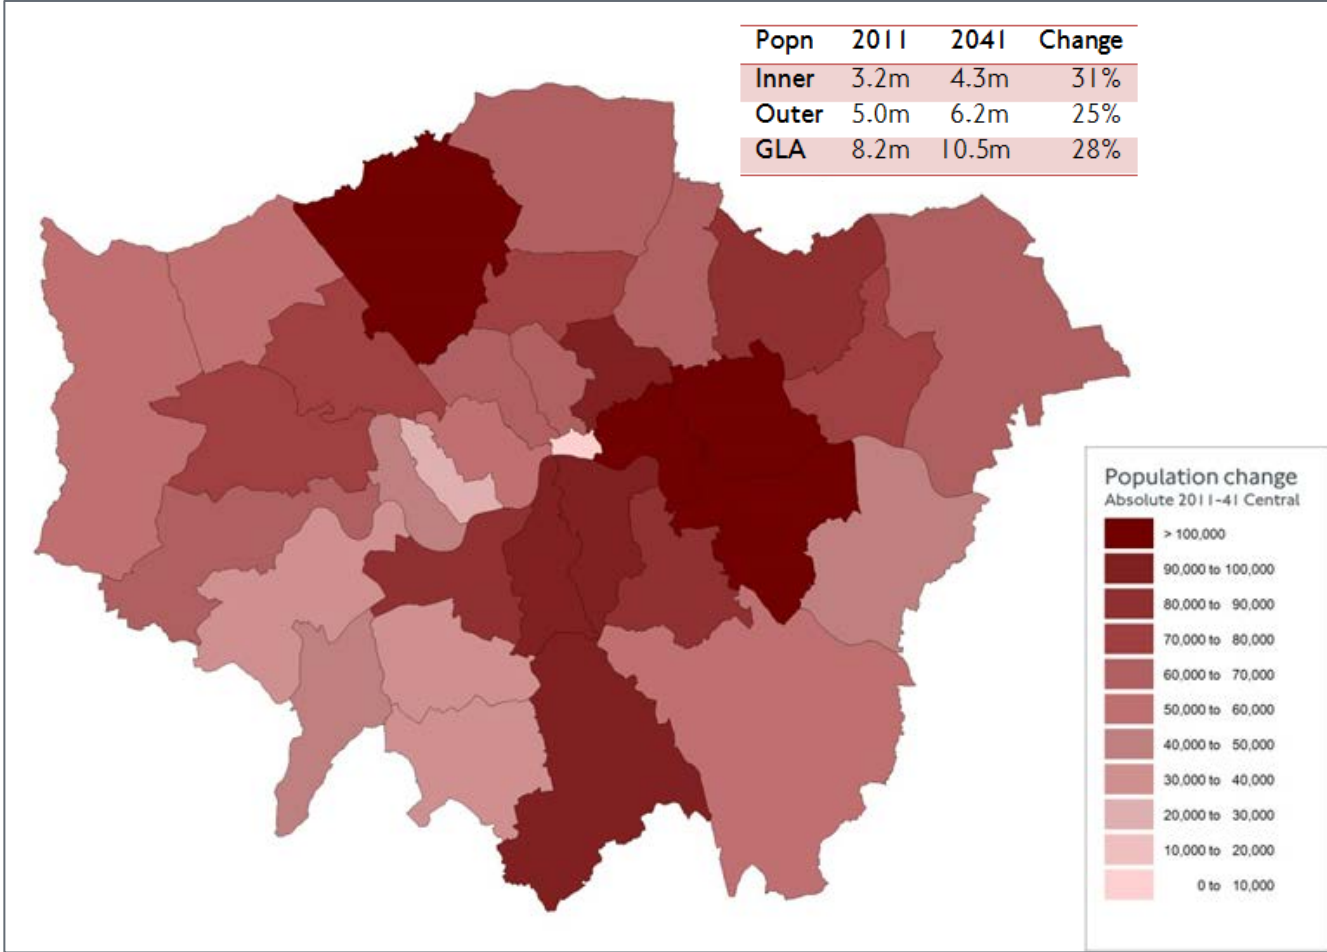 Popn 2011 2041 Change
Inner 3.2m 4.3m 31%
Outer 5.0m 6.2m 25%
GLA 8.2m 10.5m 28%
Population change
Absolute 2011-41 Central
> 100,000
90,000 to 100,000
80,000 to 90,000
70,000 to 80,000
60,000 to 70,000
50,000 to 60,000
40,000 to 50,000
30,000 to 40,000
20,000 to 30,000
10,000 to 20,000
0 to 10,000